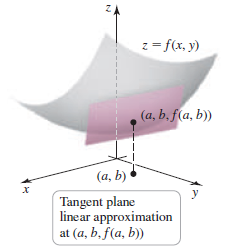 z
z = f(x, y)
(a, b, f(a, b))
(a, b)
x
y
Tangent plane
linear approximation
at (a, b, f(a, b))